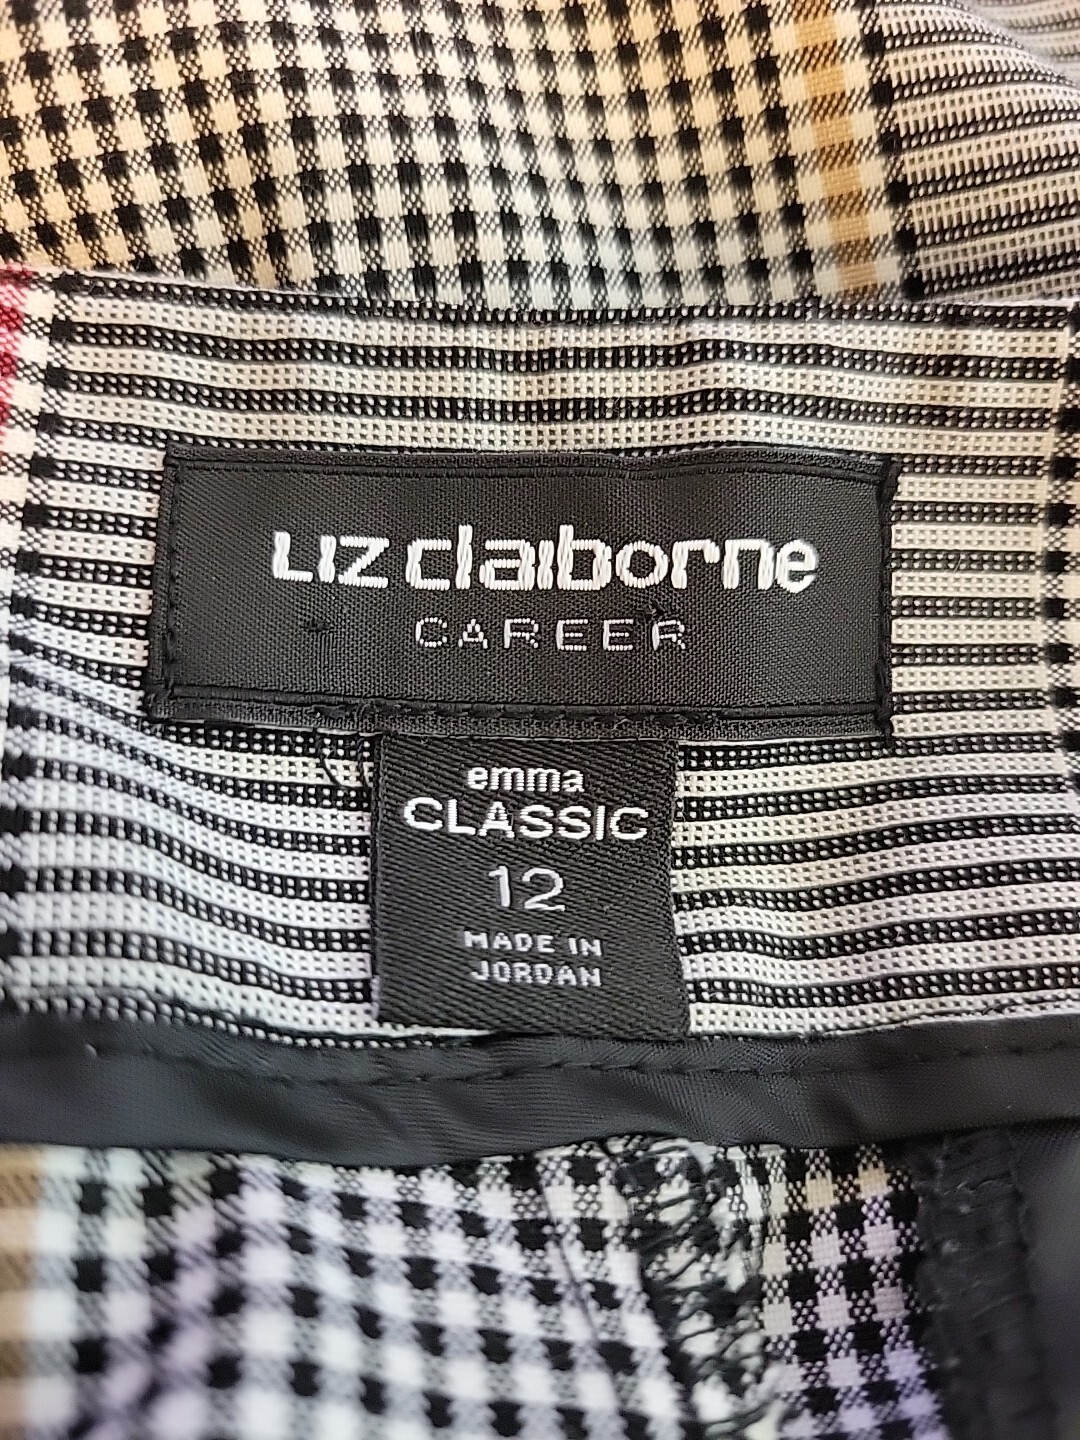 Liz claiborne
CAREER
emma
CLASSIC
12
MADE IN
JORDAN